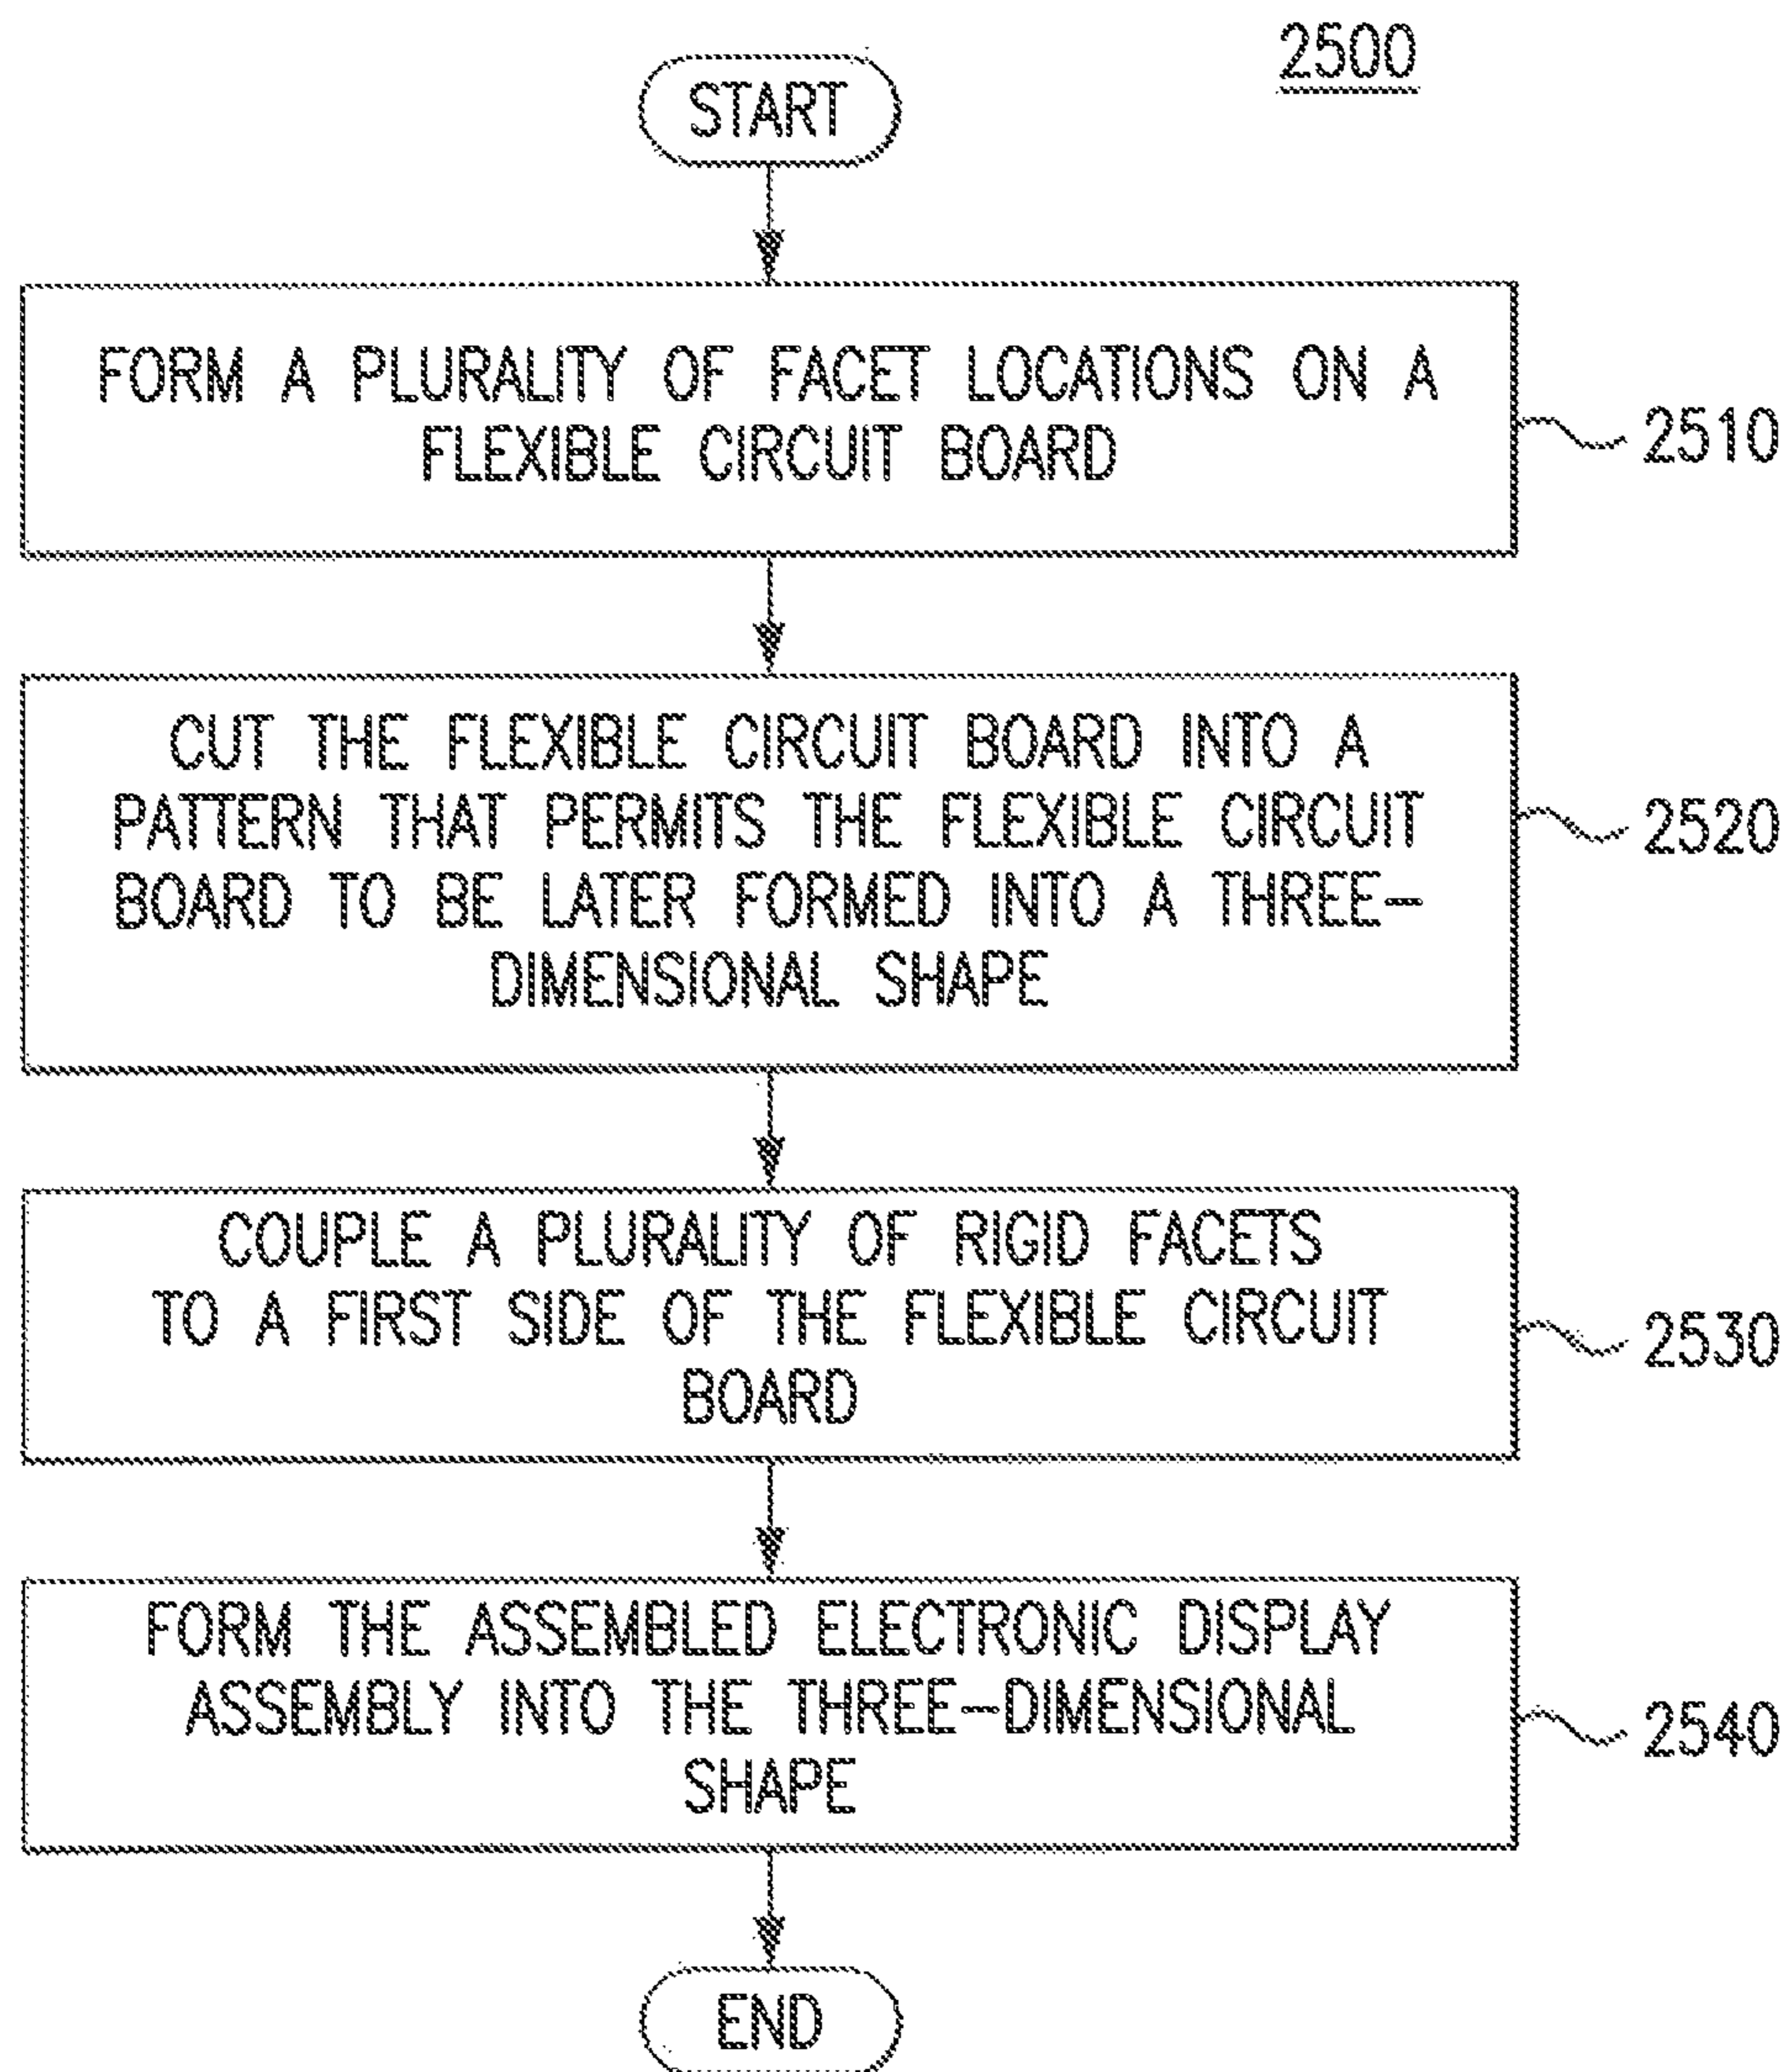 2500
START
FORM A PLURALITY OF FACET LOCATIONS ON A
FLEXIBLE CIRCUIT BOARD
2510
CUT THE FLEXIBLE CIRCUIT BOARD INTO A
PATTERN THAT PERMITS THE FLEXIBLE CIRCUIT
BOARD TO BE LATER FORMED INTO A THREE-
DIMENSIONAL SHAPE
2520
COUPLE A PLURALITY OF RIGID FACETS
TO A FIRST SIDE OF THE FLEXIBLE CIRCUIT
BOARD
2530
FORM THE ASSEMBLED ELECTRONIC DISPLAY
ASSEMBLY INTO THE THREE-DIMENSIONAL
SHAPE
2540
END